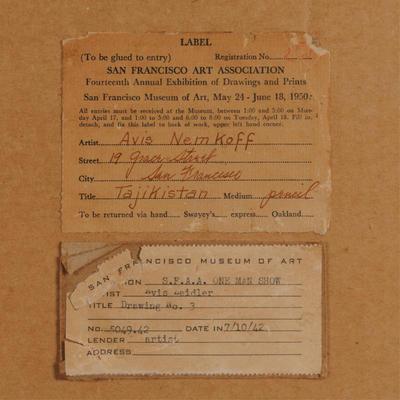 LABEL
(To be glued to entry) Registration No.
SAN FRANCISCO ART ASSOCIATION
Fourteenth Annual Exhibition of Drawings and Prints
San Francisco Museum of Art, May 24 - June 18, 1950.
All entries must be received at the Museum, between 1:00 and 5:00 on Mon-
day April 17, and 1:00 to 5:00 and 6:00 to 8:00 on Tuesday, April 18. Fill in,
detach, and fix this label to back of work, upper left hand corner.
Artist Avis Nemkoff
Street 19 Grace Street
City San Francisco
Title Tajikistan Medium pencil
To be returned via hand..... Swayze's..... express..... Oakland.....
SAN FRANCISCO MUSEUM OF ART
ON S.F.A.A. ONE MAN SHOW
IST avis zeidler
TITLE Drawing No. 3
NO. 5049.42 DATE IN 7/10/42
LENDER artist
ADDRESS